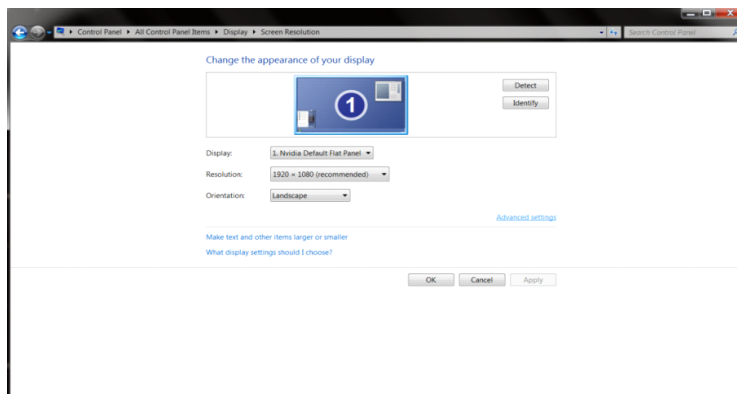 Control Panel ▸ All Control Panel Items ▸ Display ▸ Screen Resolution
Search Control Panel
Change the appearance of your display
1
Detect
Identify
Display: 1. Nvidia Default Flat Panel
Resolution: 1920 × 1080 (recommended)
Orientation: Landscape
Advanced settings
Make text and other items larger or smaller
What display settings should I choose?
OK Cancel Apply